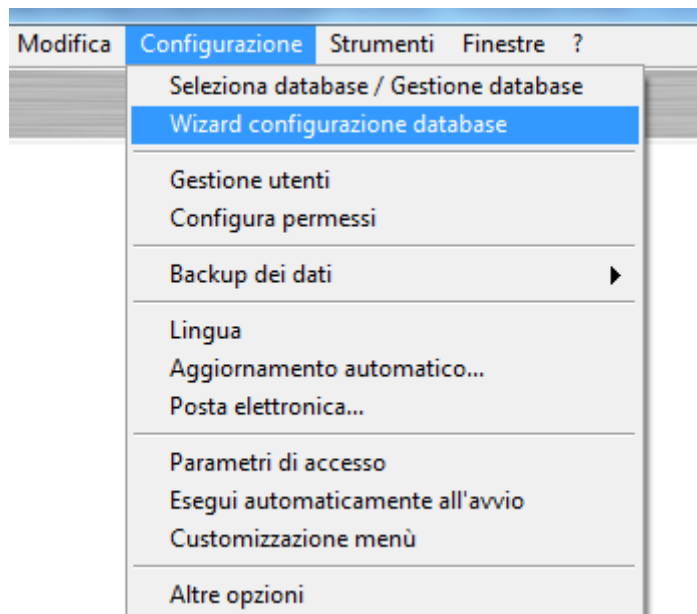 Modifica Configurazione Strumenti Finestre ?
Seleziona database / Gestione database
Wizard configurazione database
Gestione utenti
Configura permessi
Backup dei dati
Lingua
Aggiornamento automatico...
Posta elettronica...
Parametri di accesso
Esegui automaticamente all'avvio
Customizzazione menù
Altre opzioni